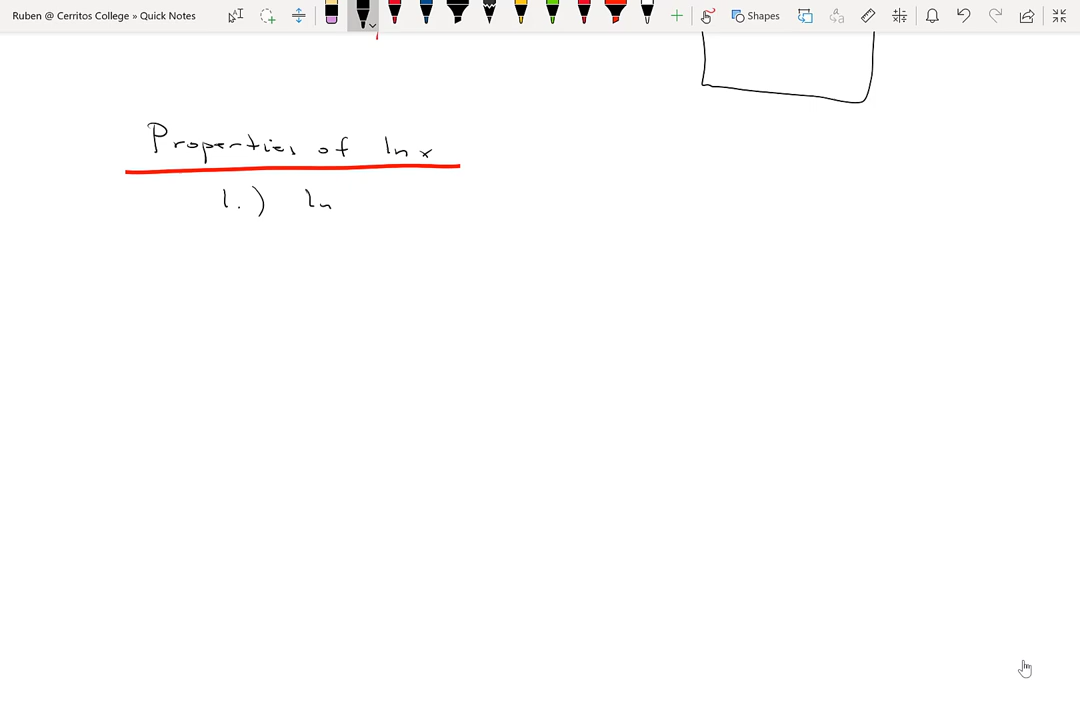 Ruben @ Cerritos College » Quick Notes
Shapes
Properties of ln x
1.) ln